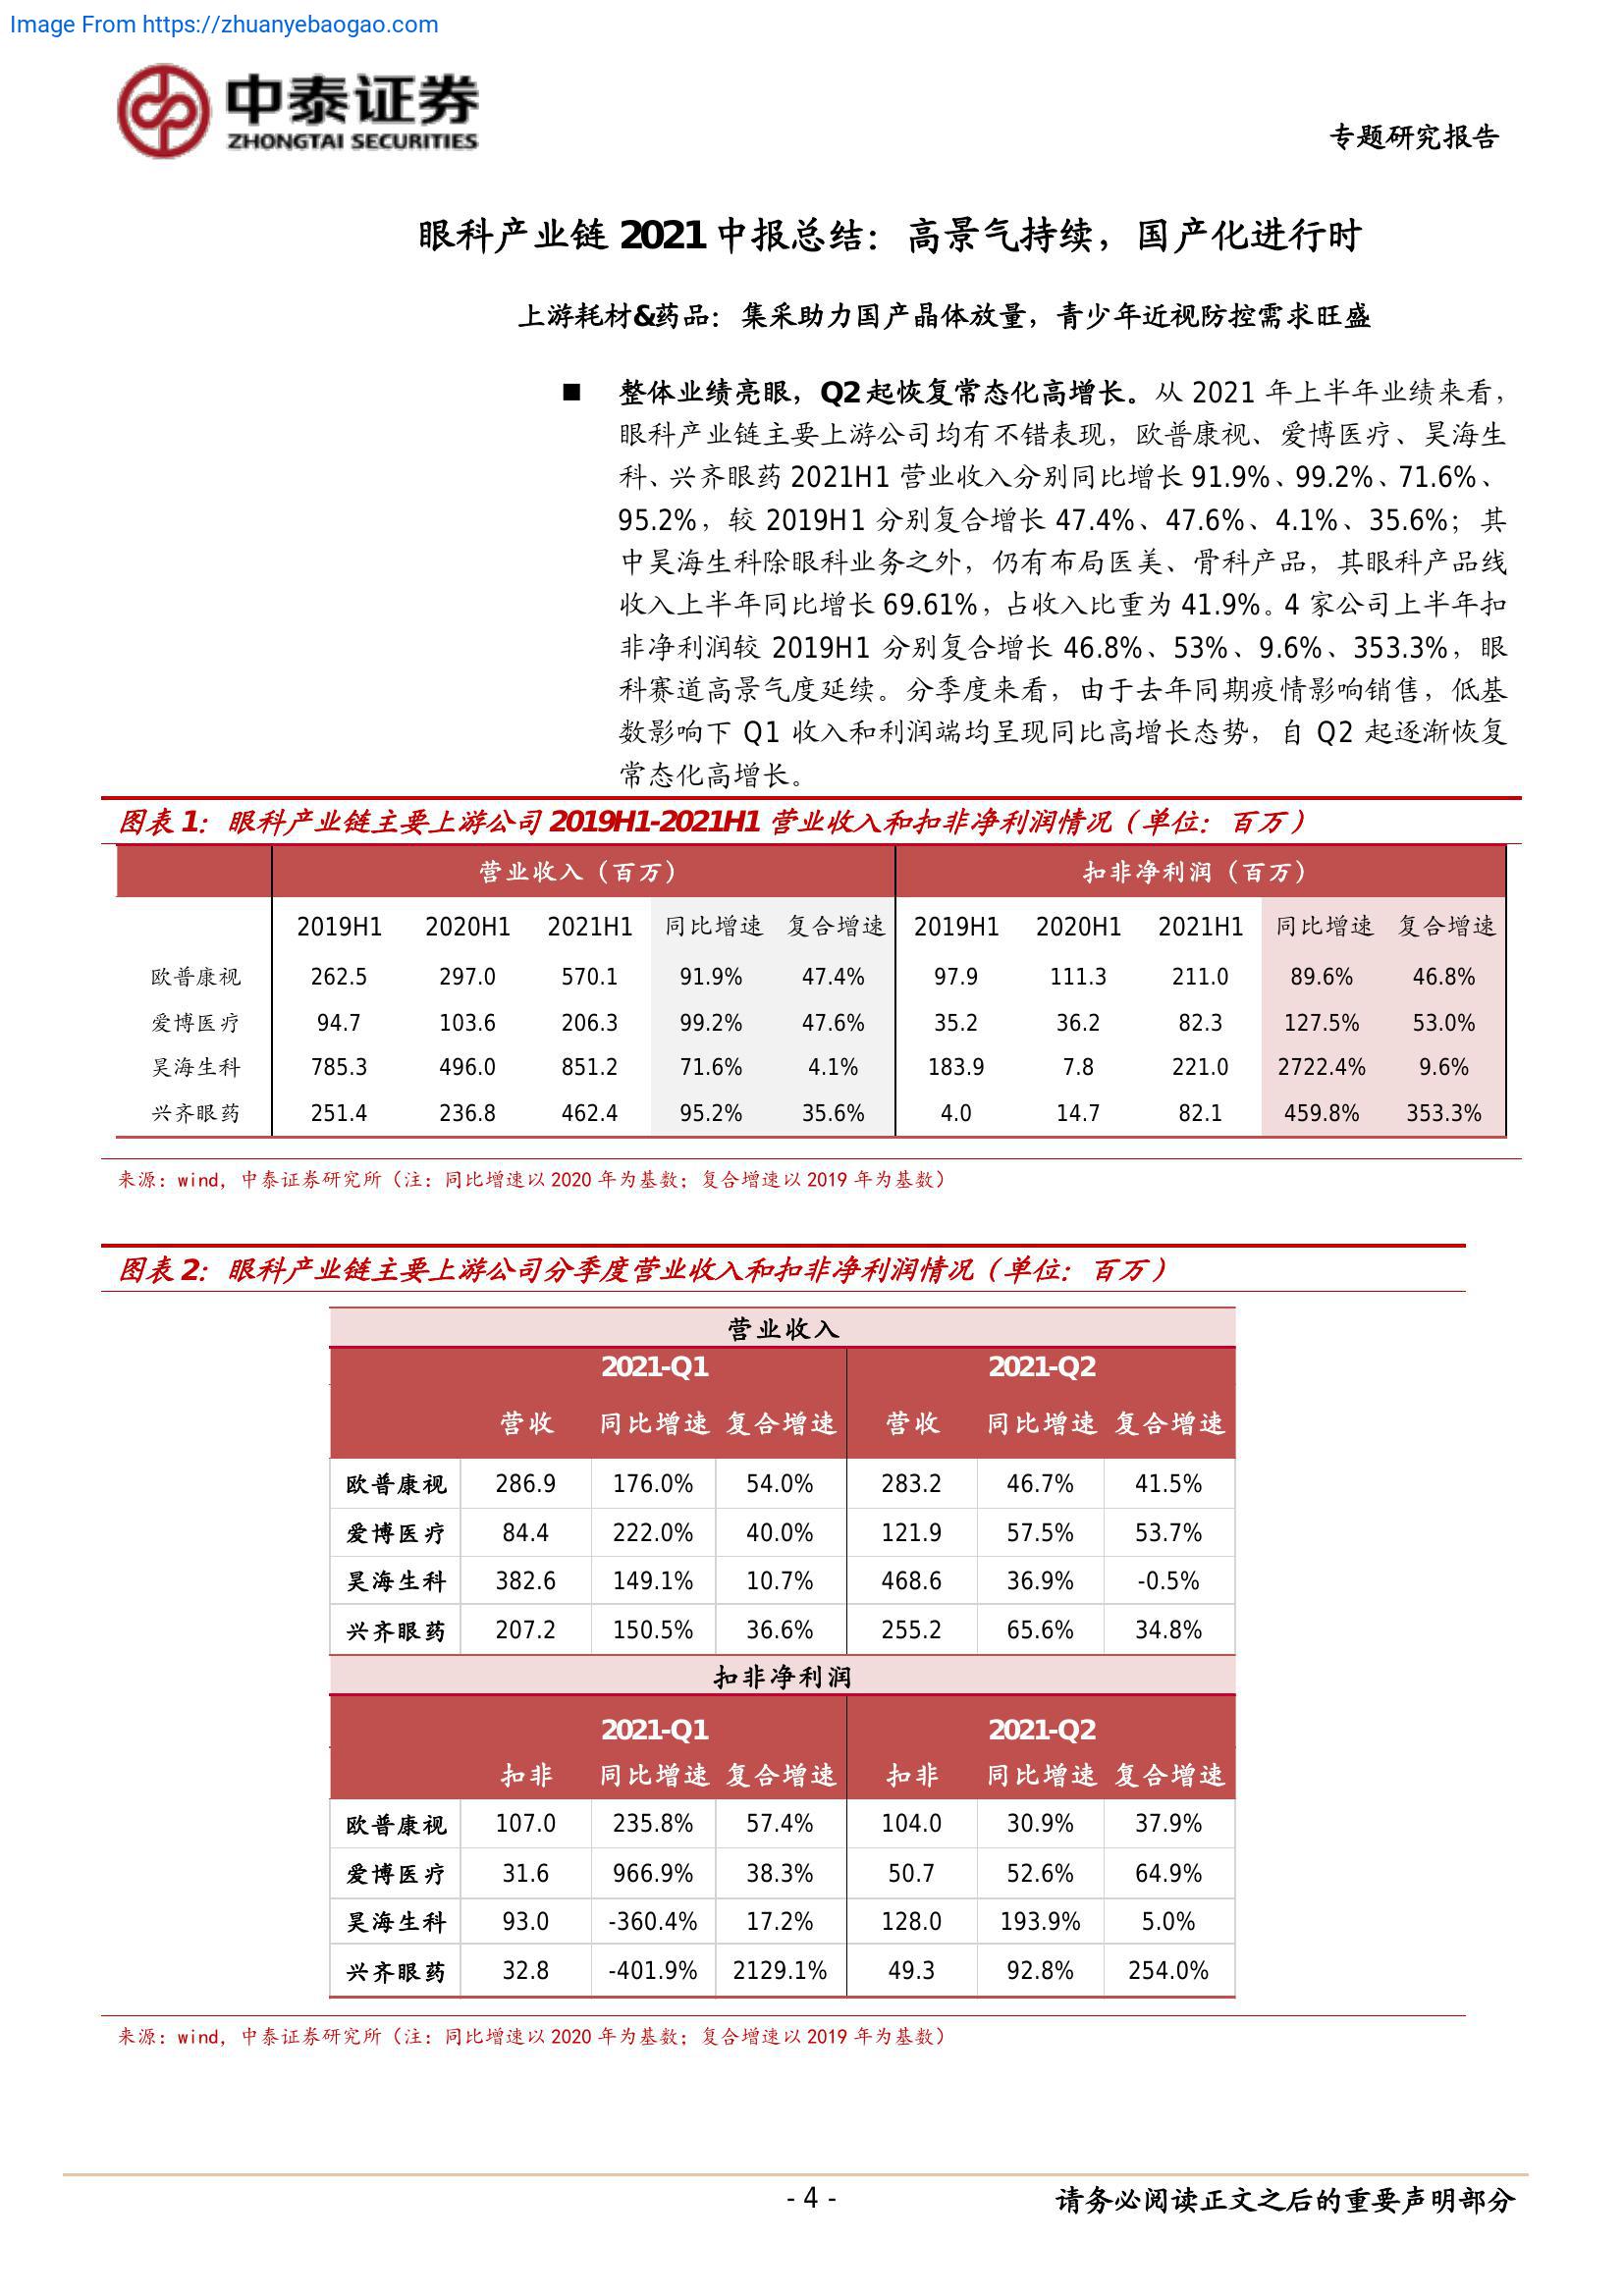 Image From https://zhuanyebaogao.com
中泰证券
ZHONGTAI SECURITIES
专题研究报告
眼科产业链 2021 中报总结：高景气持续，国产化进行时
上游耗材&药品：集采助力国产晶体放量，青少年近视防控需求旺盛
■ 整体业绩亮眼，Q2 起恢复常态化高增长。从 2021 年上半年业绩来看，
眼科产业链主要上游公司均有不错表现，欧普康视、爱博医疗、昊海生
科、兴齐眼药 2021H1 营业收入分别同比增长 91.9%、99.2%、71.6%、
95.2%，较 2019H1 分别复合增长 47.4%、47.6%、4.1%、35.6%；其
中昊海生科除眼科业务之外，仍有布局医美、骨科产品，其眼科产品线
收入上半年同比增长 69.61%，占收入比重为 41.9%。4 家公司上半年扣
非净利润较 2019H1 分别复合增长 46.8%、53%、9.6%、353.3%，眼
科赛道高景气度延续。分季度来看，由于去年同期疫情影响销售，低基
数影响下 Q1 收入和利润端均呈现同比高增长态势，自 Q2 起逐渐恢复
常态化高增长。
图表 1：眼科产业链主要上游公司 2019H1-2021H1 营业收入和扣非净利润情况（单位：百万）
营业收入（百万） 扣非净利润（百万）
2019H1 2020H1 2021H1 同比增速 复合增速 2019H1 2020H1 2021H1 同比增速 复合增速
欧普康视 262.5 297.0 570.1 91.9% 47.4% 97.9 111.3 211.0 89.6% 46.8%
爱博医疗 94.7 103.6 206.3 99.2% 47.6% 35.2 36.2 82.3 127.5% 53.0%
昊海生科 785.3 496.0 851.2 71.6% 4.1% 183.9 7.8 221.0 2722.4% 9.6%
兴齐眼药 251.4 236.8 462.4 95.2% 35.6% 4.0 14.7 82.1 459.8% 353.3%
来源：wind，中泰证券研究所（注：同比增速以 2020 年为基数；复合增速以 2019 年为基数）
图表 2：眼科产业链主要上游公司分季度营业收入和扣非净利润情况（单位：百万）
营业收入
2021-Q1 2021-Q2
营收 同比增速 复合增速 营收 同比增速 复合增速
欧普康视 286.9 176.0% 54.0% 283.2 46.7% 41.5%
爱博医疗 84.4 222.0% 40.0% 121.9 57.5% 53.7%
昊海生科 382.6 149.1% 10.7% 468.6 36.9% -0.5%
兴齐眼药 207.2 150.5% 36.6% 255.2 65.6% 34.8%
扣非净利润
2021-Q1 2021-Q2
扣非 同比增速 复合增速 扣非 同比增速 复合增速
欧普康视 107.0 235.8% 57.4% 104.0 30.9% 37.9%
爱博医疗 31.6 966.9% 38.3% 50.7 52.6% 64.9%
昊海生科 93.0 -360.4% 17.2% 128.0 193.9% 5.0%
兴齐眼药 32.8 -401.9% 2129.1% 49.3 92.8% 254.0%
来源：wind，中泰证券研究所（注：同比增速以 2020 年为基数；复合增速以 2019 年为基数）
- 4 - 请务必阅读正文之后的重要声明部分